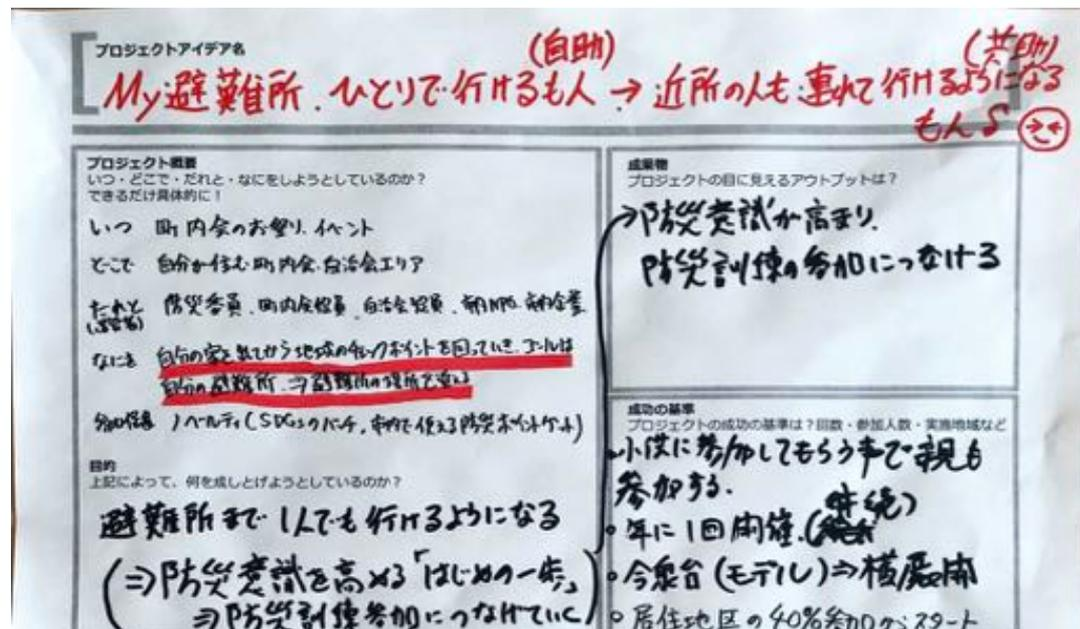 プロジェクトアイデア名
(自助)
(共助)
My避難所、ひとりで行けるもん → 近所の人も連れて行けるようになる
もん
プロジェクト概要
いつ・どこで・だれと・なにをしようとしているのか？
できるだけ具体的に！
いつ 町内会のお祭り、イベント
どこで 自分が住む町内会・自治会エリア
だれと 防災委員、町内会役員、自治会役員、市内NPO、市内企業
なにを 自分の家を出てから地域のチェックポイントを回っていき、ゴールは
自分の避難所。⇒避難所の場所を
ノベルティ(SDGsのバッチ、市内で使える防災ポイント
目的
上記によって、何を成しとげようとしているのか？
避難所まで1人でも行けるようになる
(⇒防災意識を高める「はじめの一歩」
⇒防災訓練参加につなげていく)
成果物
プロジェクトの目に見えるアウトプットは？
→防災意識が高まり、
防災訓練の参加につなげる
成功の基準
プロジェクトの成功の基準は？回数・参加人数・実施地域など
子供に参加してもらう事で親も
参加する。
継続)
年に1回開催。(
今泉台(モデル)⇒横展開
居住地区の40%参加からスタート